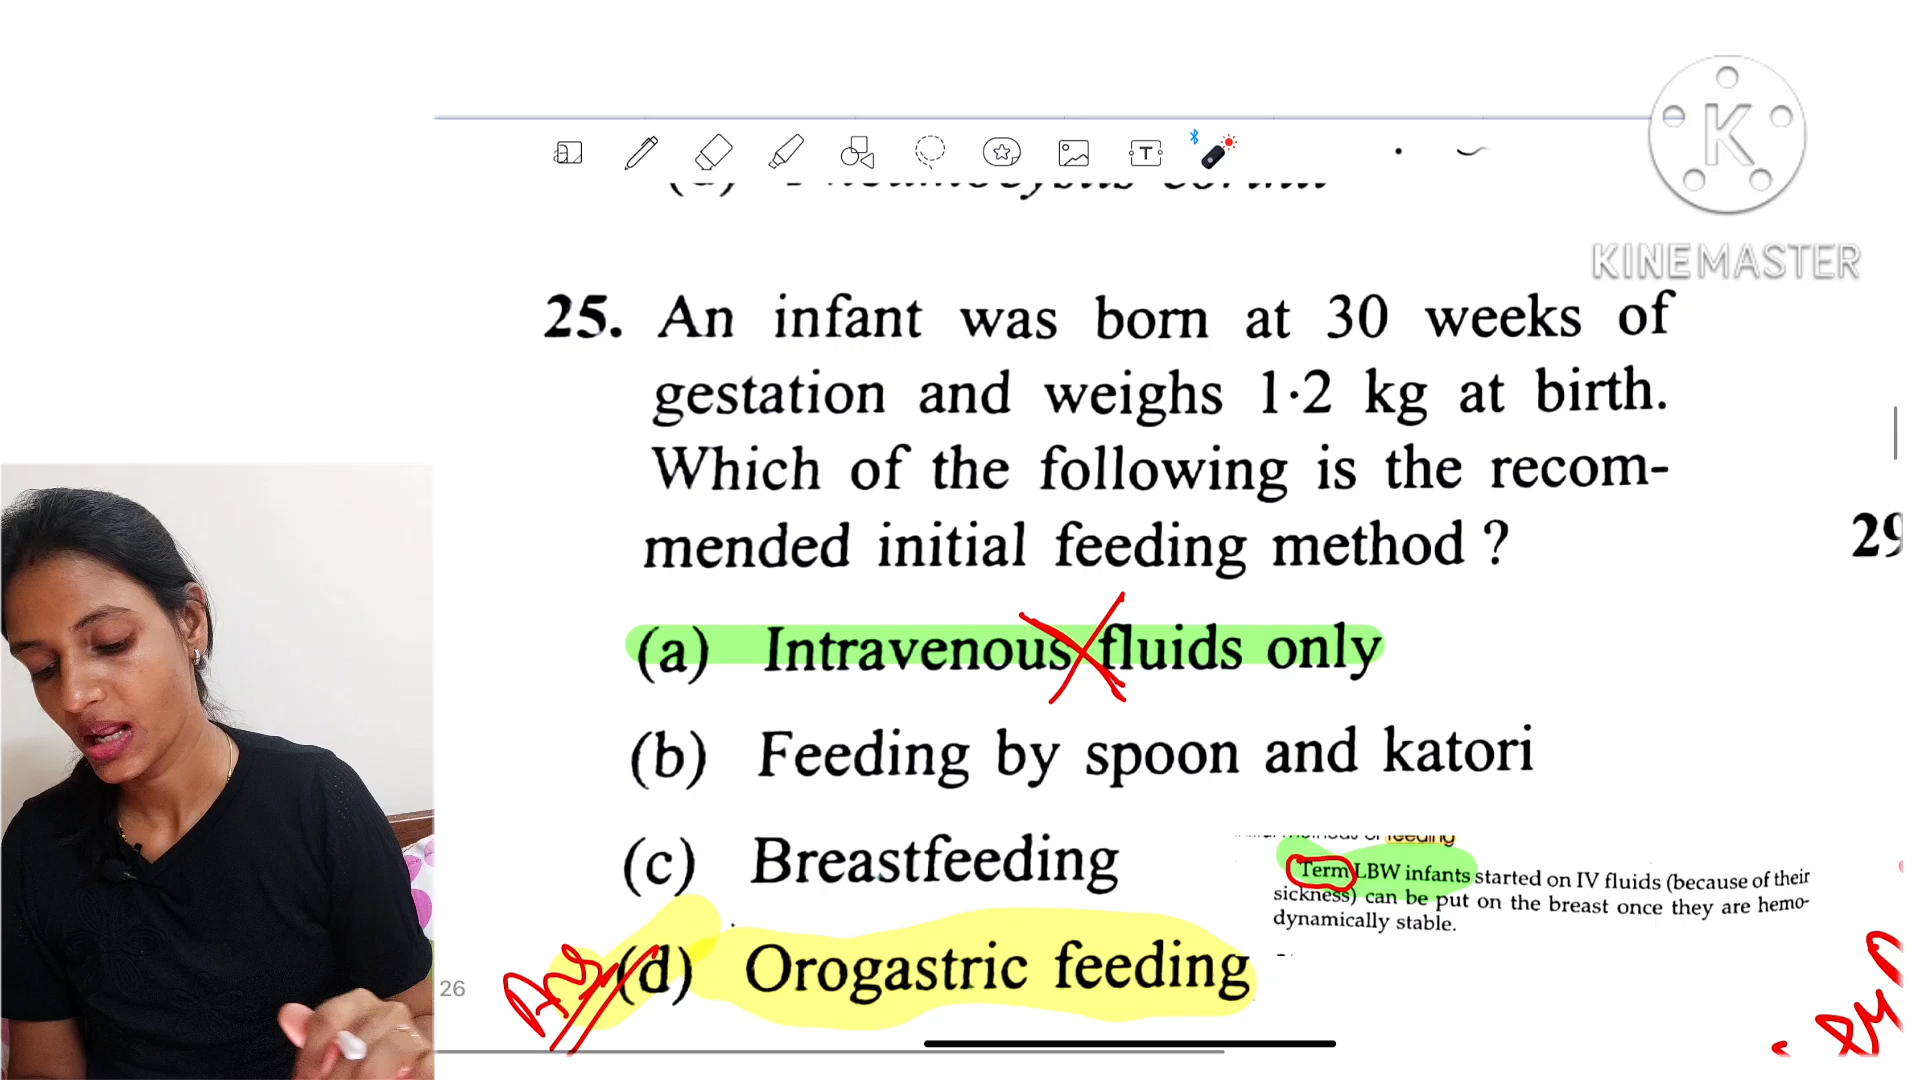 KINEMASTER
25. An infant was born at 30 weeks of
gestation and weighs 1·2 kg at birth.
Which of the following is the recom-
mended initial feeding method ?
29
(a) Intravenous fluids only
(b) Feeding by spoon and katori
(c) Breastfeeding
feeding
Term LBW infants started on IV fluids (because of their
sickness) can be put on the breast once they are hemo-
dynamically stable.
Ans (d) Orogastric feeding
26